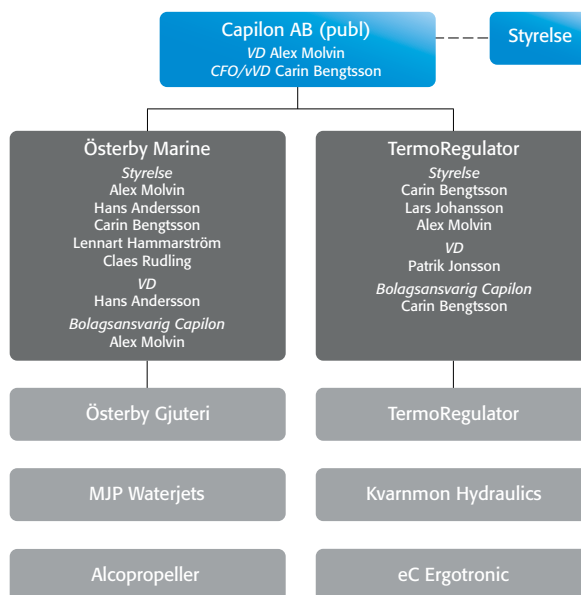 Capilon AB (publ)
VD Alex Molvin
CFO/vVD Carin Bengtsson
Styrelse
Österby Marine
Styrelse
Alex Molvin
Hans Andersson
Carin Bengtsson
Lennart Hammarström
Claes Rudling
VD
Hans Andersson
Bolagsansvarig Capilon
Alex Molvin
TermoRegulator
Styrelse
Carin Bengtsson
Lars Johansson
Alex Molvin
VD
Patrik Jonsson
Bolagsansvarig Capilon
Carin Bengtsson
Österby Gjuteri
TermoRegulator
MJP Waterjets
Kvarnmon Hydraulics
Alcopropeller
eC Ergotronic